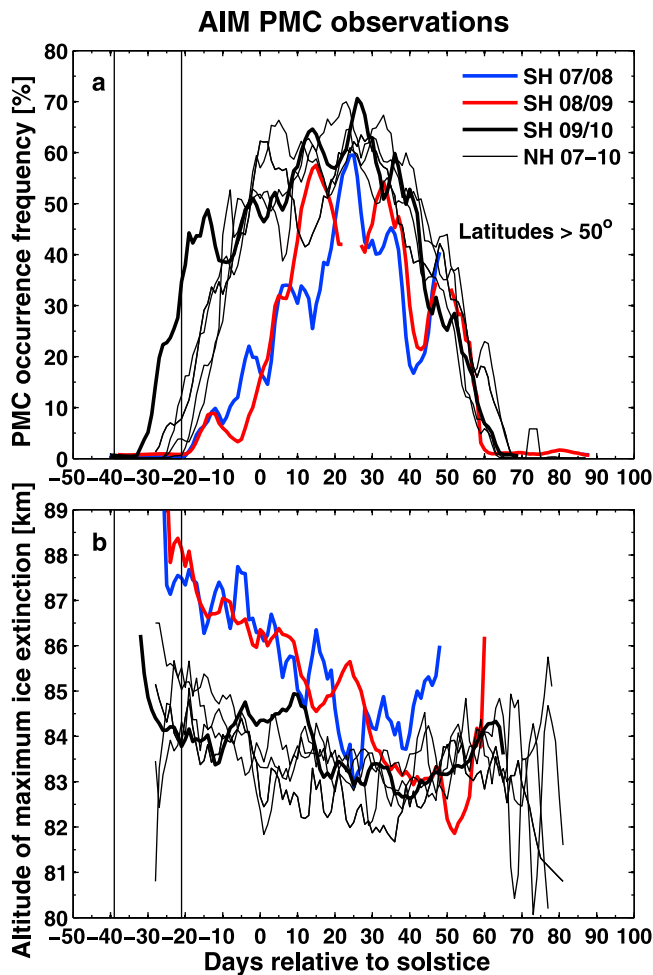 AIM PMC observations
PMC occurrence frequency [%]
80
70
60
50
40
30
20
10
0
a
SH 07/08
SH 08/09
SH 09/10
NH 07−10
Latitudes > 50°
−50 −40 −30 −20 −10 0 10 20 30 40 50 60 70 80 90 100
Altitude of maximum ice extinction [km]
89
88
87
86
85
84
83
82
81
80
b
−50 −40 −30 −20 −10 0 10 20 30 40 50 60 70 80 90 100
Days relative to solstice